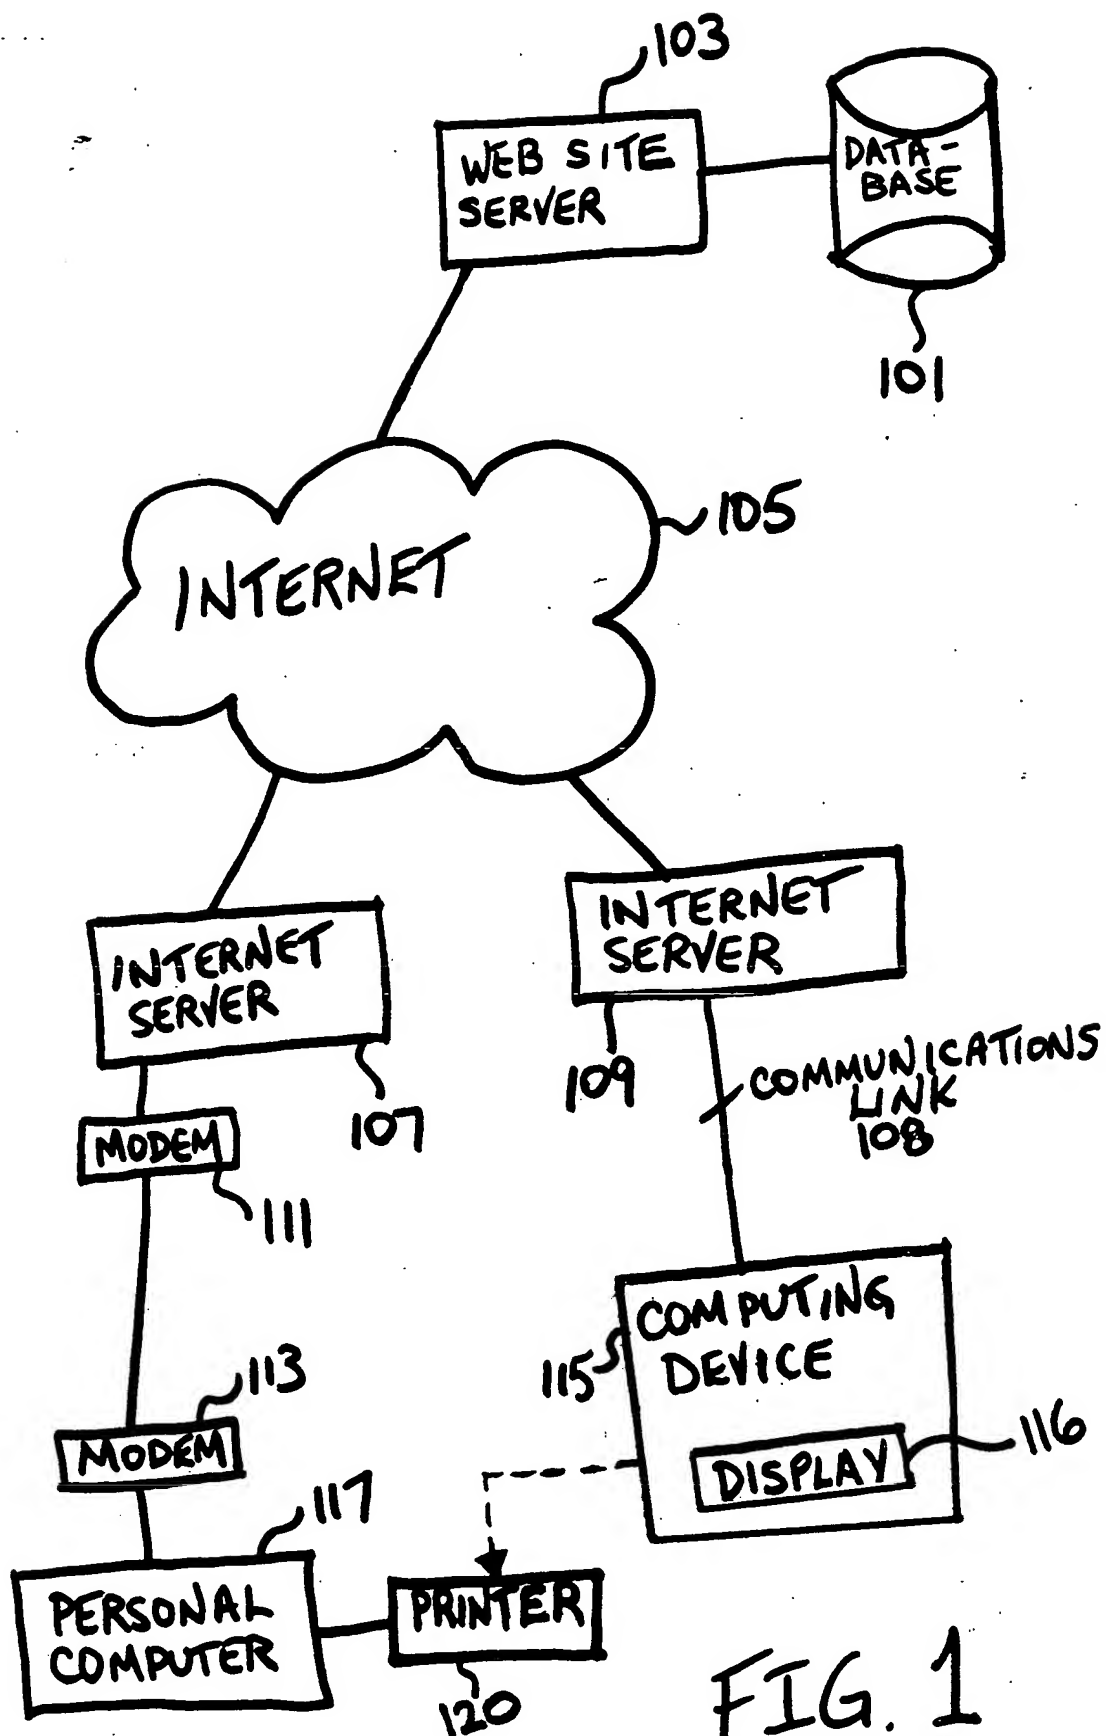 103
WEB SITE
SERVER
DATA-
BASE
101
105
INTERNET
INTERNET
SERVER
107
INTERNET
SERVER
109
COMMUNICATIONS
LINK
108
MODEM
111
113
MODEM
117
PERSONAL
COMPUTER
PRINTER
120
COMPUTING
DEVICE
115
DISPLAY
116
FIG. 1